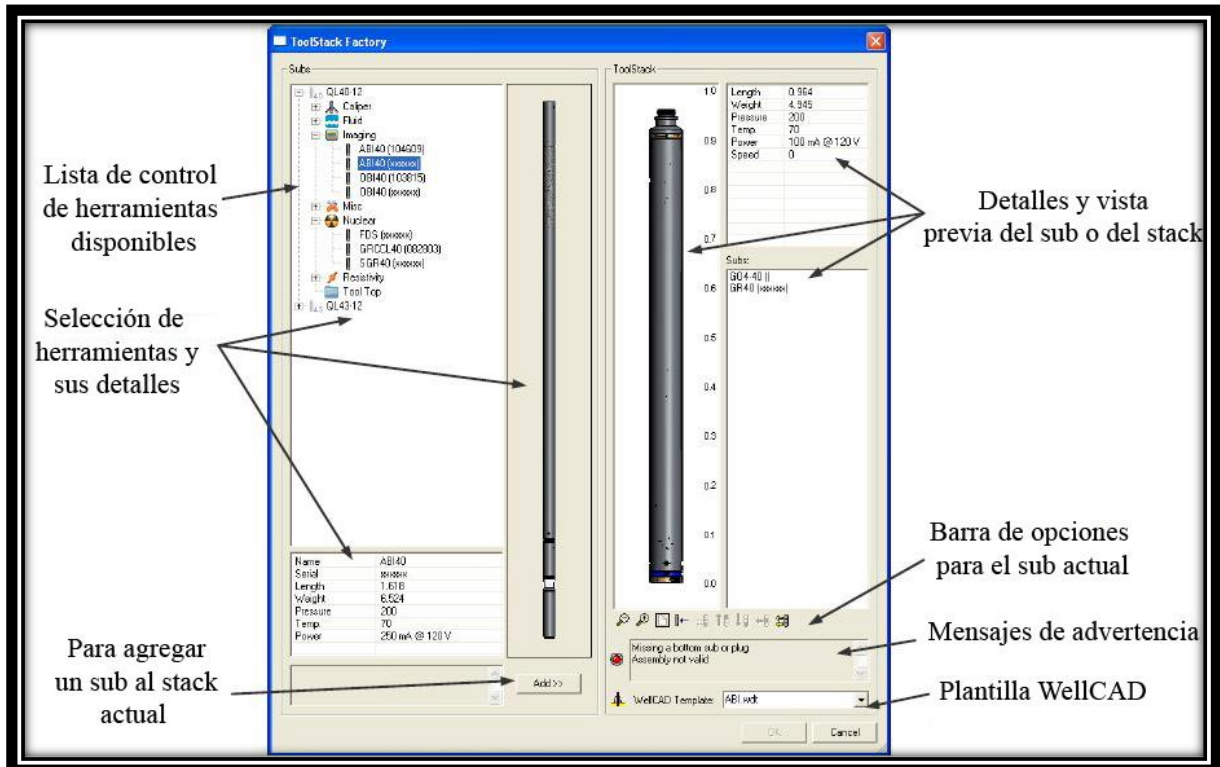 ToolStack Factory
Subs
QL40-12
Caliper
Fluid
Imaging
ABI40 (104609)
ABI40 (xxxxxx)
OBI40 (103815)
OBI40 (xxxxxx)
Misc
Nuclear
FDS (xxxxxx)
GRCCL40 (082803)
SGR40 (xxxxxx)
Resistivity
Tool Top
QL43-12
Name ABI40
Serial xxxxxx
Length 1.618
Weight 6.524
Pressure 200
Temp. 70
Power 250 mA @ 120 V
Add >>
ToolStack
1.0
0.9
0.8
0.7
0.6
0.5
0.4
0.3
0.2
0.1
0.0
Length 0.964
Weight 4.945
Pressure 200
Temp. 70
Power 100 mA @ 120 V
Speed 0
Subs:
GO4-40 ()
GR40 (xxxxxx)
Missing a bottom sub or plug
Assembly not valid
WellCAD Template: ABI.wdt
OK
Cancel
Lista de control
de herramientas
disponibles
Selección de
herramientas y
sus detalles
Para agregar
un sub al stack
actual
Detalles y vista
previa del sub o del stack
Barra de opciones
para el sub actual
Mensajes de advertencia
Plantilla WellCAD